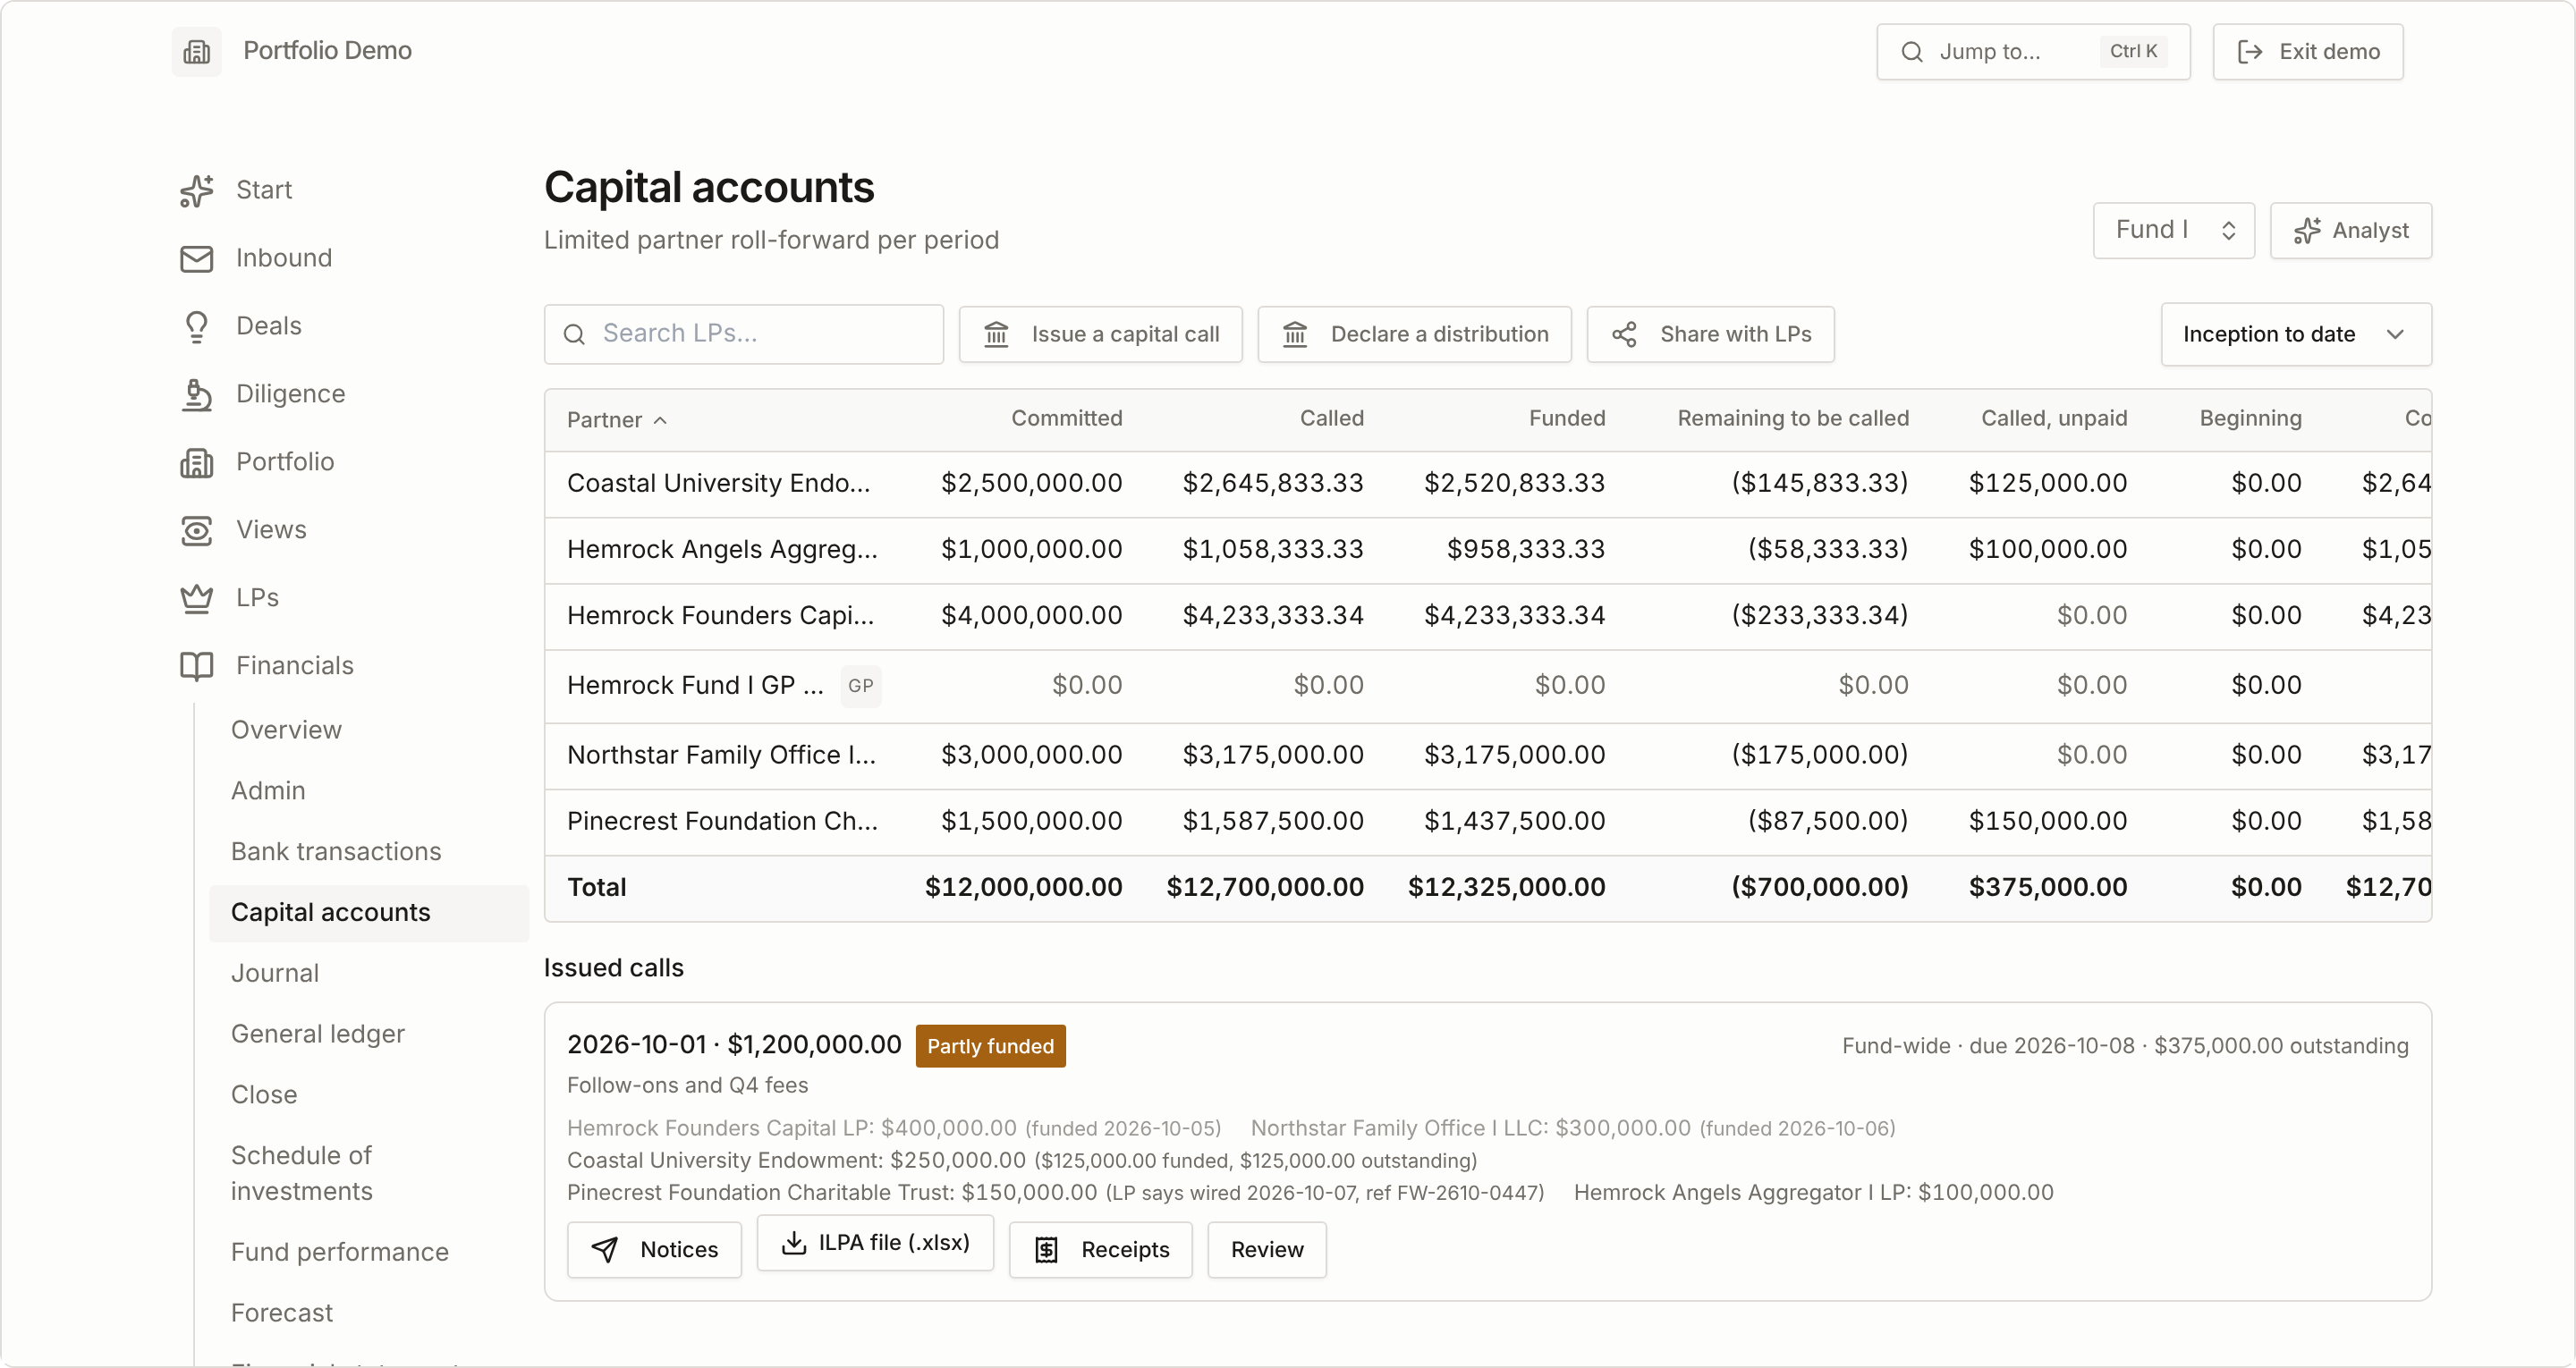 Portfolio Demo
Jump to...
Ctrl K
Exit demo
Start
Inbound
Deals
Diligence
Portfolio
Views
LPs
Financials
Overview
Admin
Bank transactions
Capital accounts
Journal
General ledger
Close
Schedule of
investments
Fund performance
Forecast
Capital accounts
Limited partner roll-forward per period
Fund I
Analyst
Search LPs...
Issue a capital call
Declare a distribution
Share with LPs
Inception to date
Partner Committed Called Funded Remaining to be called Called, unpaid Beginning Co
Coastal University Endo... $2,500,000.00 $2,645,833.33 $2,520,833.33 ($145,833.33) $125,000.00 $0.00 $2,64
Hemrock Angels Aggreg... $1,000,000.00 $1,058,333.33 $958,333.33 ($58,333.33) $100,000.00 $0.00 $1,05
Hemrock Founders Capi... $4,000,000.00 $4,233,333.34 $4,233,333.34 ($233,333.34) $0.00 $0.00 $4,23
Hemrock Fund I GP ... GP $0.00 $0.00 $0.00 $0.00 $0.00 $0.00
Northstar Family Office I... $3,000,000.00 $3,175,000.00 $3,175,000.00 ($175,000.00) $0.00 $0.00 $3,17
Pinecrest Foundation Ch... $1,500,000.00 $1,587,500.00 $1,437,500.00 ($87,500.00) $150,000.00 $0.00 $1,58
Total $12,000,000.00 $12,700,000.00 $12,325,000.00 ($700,000.00) $375,000.00 $0.00 $12,70
Issued calls
2026-10-01 · $1,200,000.00 Partly funded
Fund-wide · due 2026-10-08 · $375,000.00 outstanding
Follow-ons and Q4 fees
Hemrock Founders Capital LP: $400,000.00 (funded 2026-10-05) Northstar Family Office I LLC: $300,000.00 (funded 2026-10-06)
Coastal University Endowment: $250,000.00 ($125,000.00 funded, $125,000.00 outstanding)
Pinecrest Foundation Charitable Trust: $150,000.00 (LP says wired 2026-10-07, ref FW-2610-0447) Hemrock Angels Aggregator I LP: $100,000.00
Notices
ILPA file (.xlsx)
Receipts
Review